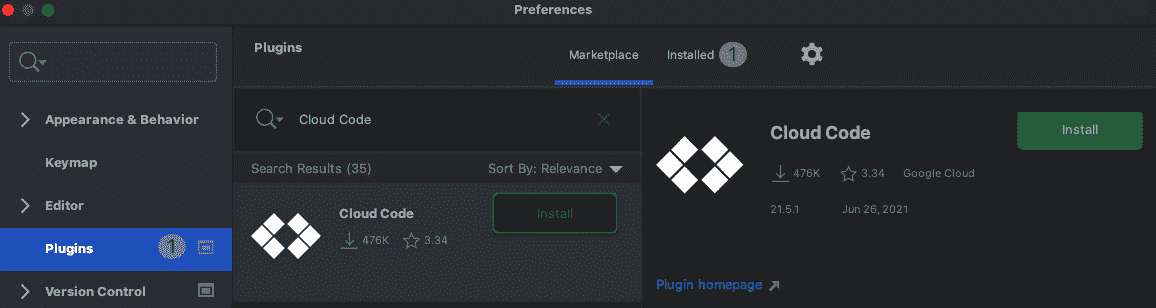 Preferences
Plugins
Marketplace
Installed 1
Appearance & Behavior
Keymap
Editor
Plugins 1
Version Control
Cloud Code
Search Results (35)
Sort By: Relevance
Cloud Code
476K
3.34
Install
Cloud Code
Install
476K
3.34
Google Cloud
21.5.1
Jun 26, 2021
Plugin homepage